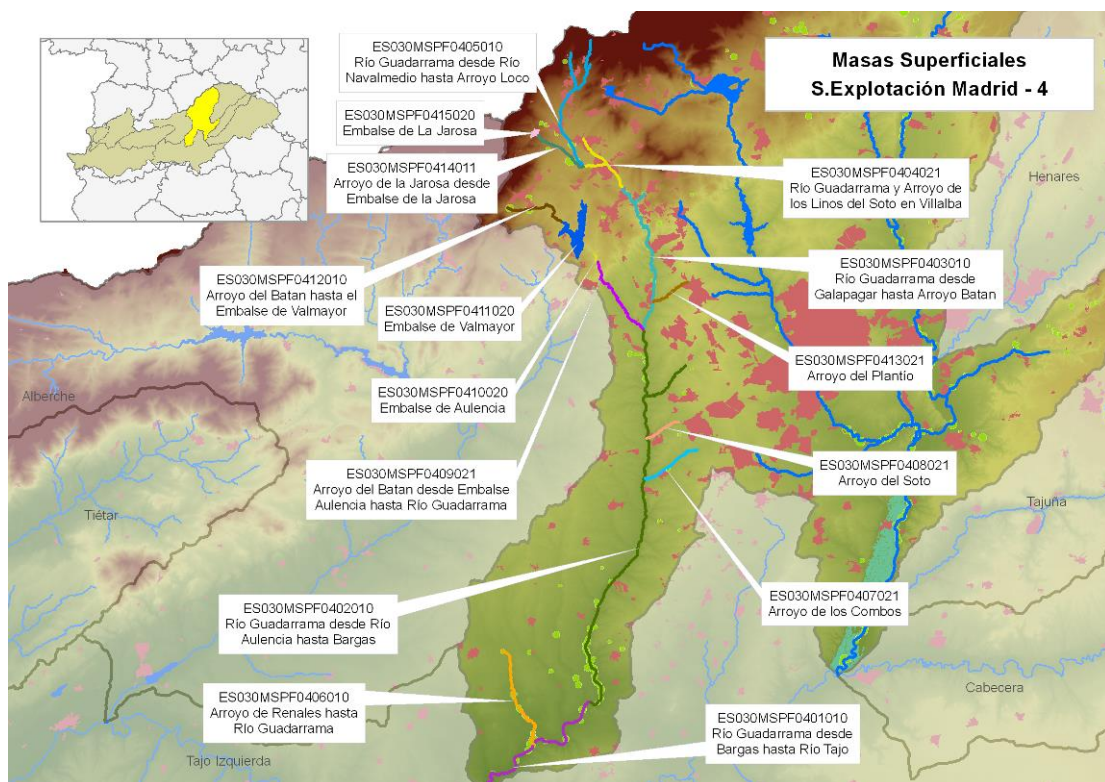 Masas Superficiales
S.Explotación Madrid - 4
ES030MSPF0405010
Río Guadarrama desde Río
Navalmedio hasta Arroyo Loco
ES030MSPF0415020
Embalse de La Jarosa
ES030MSPF0414011
Arroyo de la Jarosa desde
Embalse de la Jarosa
ES030MSPF0404021
Río Guadarrama y Arroyo de
los Linos del Soto en Villalba
Henares
ES030MSPF0412010
Arroyo del Batan hasta el
Embalse de Valmayor
ES030MSPF0411020
Embalse de Valmayor
ES030MSPF0403010
Río Guadarrama desde
Galapagar hasta Arroyo Batan
ES030MSPF0413021
Arroyo del Plantío
ES030MSPF0410020
Embalse de Aulencia
Alberche
ES030MSPF0409021
Arroyo del Batan desde Embalse
Aulencia hasta Río Guadarrama
ES030MSPF0408021
Arroyo del Soto
Tiétar
Tajuña
ES030MSPF0402010
Río Guadarrama desde Río
Aulencia hasta Bargas
ES030MSPF0407021
Arroyo de los Combos
ES030MSPF0406010
Arroyo de Renales hasta
Río Guadarrama
Cabecera
ES030MSPF0401010
Río Guadarrama desde
Bargas hasta Río Tajo
Tajo Izquierda